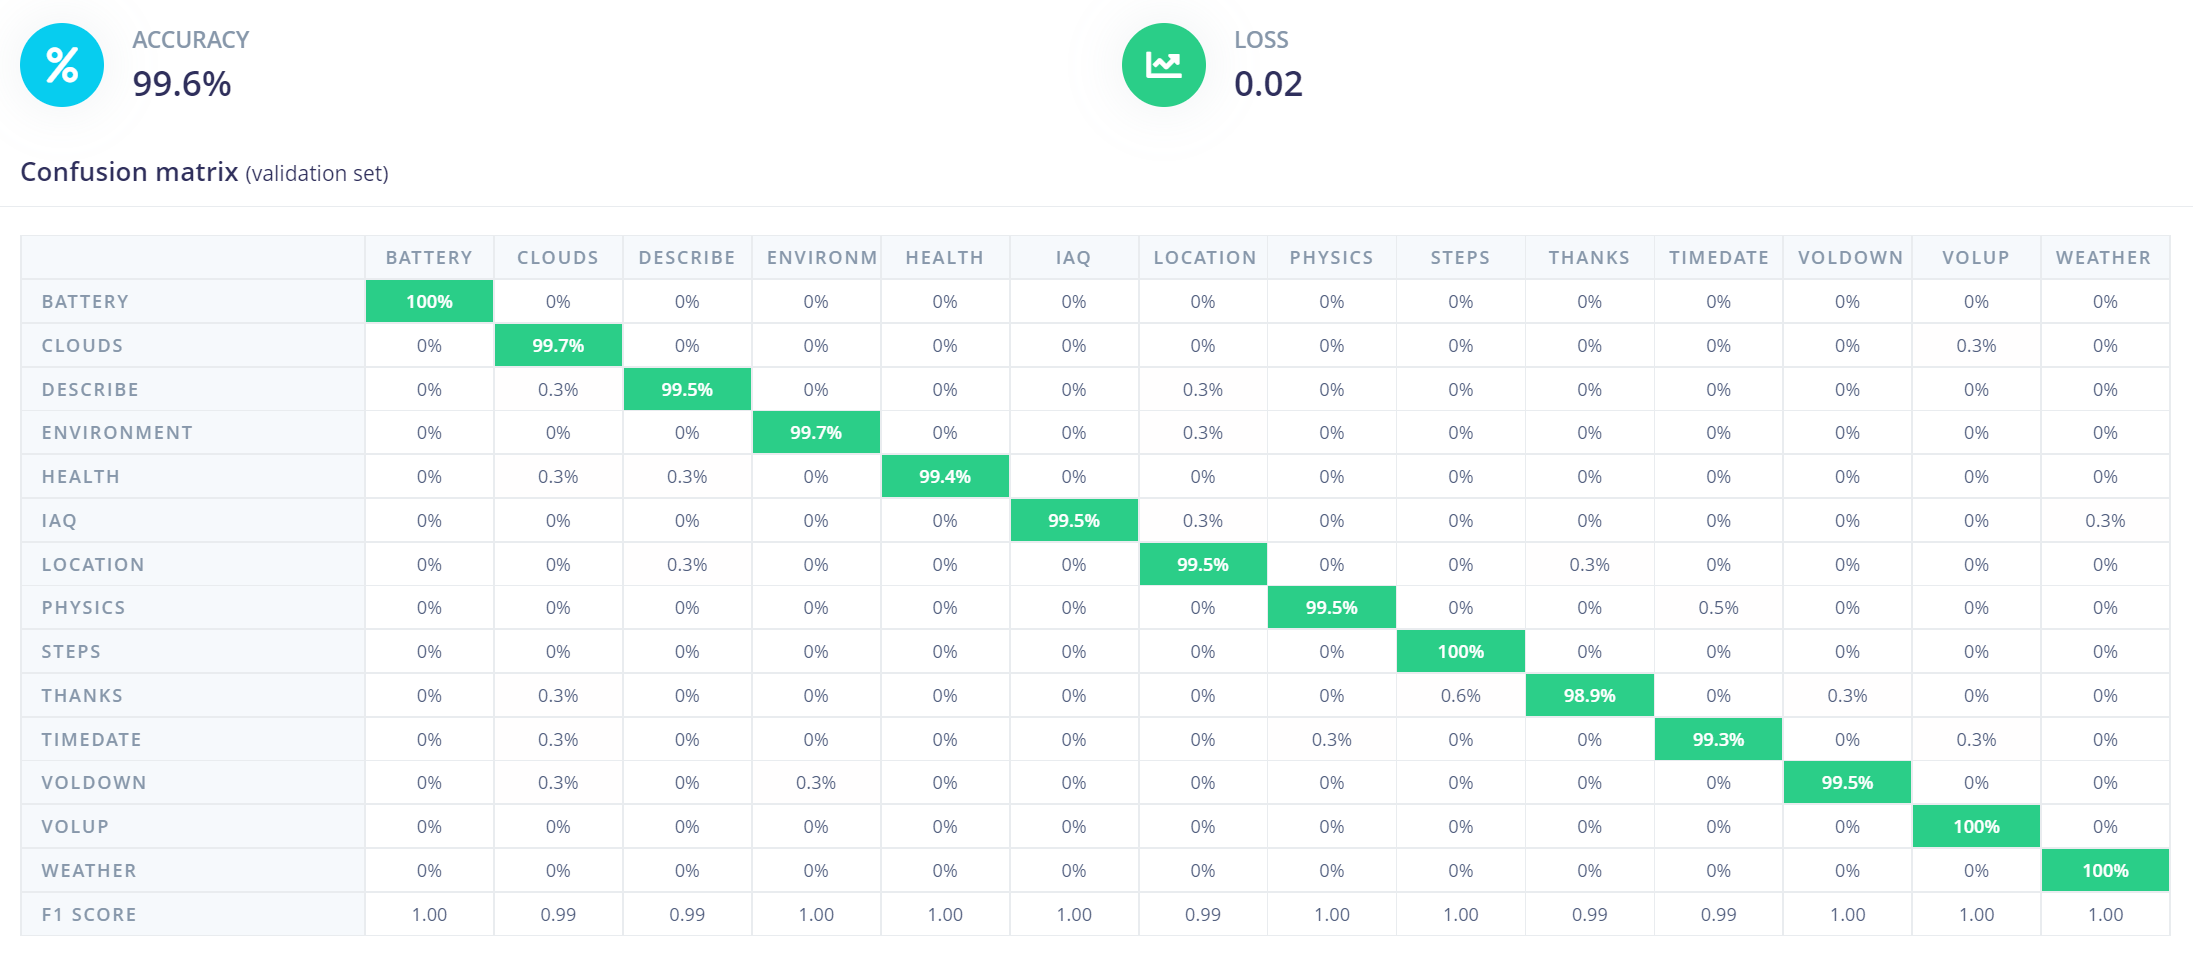 ACCURACY
99.6%
LOSS
0.02
Confusion matrix (validation set)
BATTERY CLOUDS DESCRIBE ENVIRONM HEALTH IAQ LOCATION PHYSICS STEPS THANKS TIMEDATE VOLDOWN VOLUP WEATHER
BATTERY 100% 0% 0% 0% 0% 0% 0% 0% 0% 0% 0% 0% 0% 0%
CLOUDS 0% 99.7% 0% 0% 0% 0% 0% 0% 0% 0% 0% 0% 0.3% 0%
DESCRIBE 0% 0.3% 99.5% 0% 0% 0% 0.3% 0% 0% 0% 0% 0% 0% 0%
ENVIRONMENT 0% 0% 0% 99.7% 0% 0% 0.3% 0% 0% 0% 0% 0% 0% 0%
HEALTH 0% 0.3% 0.3% 0% 99.4% 0% 0% 0% 0% 0% 0% 0% 0% 0%
IAQ 0% 0% 0% 0% 0% 99.5% 0.3% 0% 0% 0% 0% 0% 0% 0.3%
LOCATION 0% 0% 0.3% 0% 0% 0% 99.5% 0% 0% 0.3% 0% 0% 0% 0%
PHYSICS 0% 0% 0% 0% 0% 0% 0% 99.5% 0% 0% 0.5% 0% 0% 0%
STEPS 0% 0% 0% 0% 0% 0% 0% 0% 100% 0% 0% 0% 0% 0%
THANKS 0% 0.3% 0% 0% 0% 0% 0% 0% 0.6% 98.9% 0% 0.3% 0% 0%
TIMEDATE 0% 0.3% 0% 0% 0% 0% 0% 0.3% 0% 0% 99.3% 0% 0.3% 0%
VOLDOWN 0% 0.3% 0% 0.3% 0% 0% 0% 0% 0% 0% 0% 99.5% 0% 0%
VOLUP 0% 0% 0% 0% 0% 0% 0% 0% 0% 0% 0% 0% 100% 0%
WEATHER 0% 0% 0% 0% 0% 0% 0% 0% 0% 0% 0% 0% 0% 100%
F1 SCORE 1.00 0.99 0.99 1.00 1.00 1.00 0.99 1.00 1.00 0.99 0.99 1.00 1.00 1.00